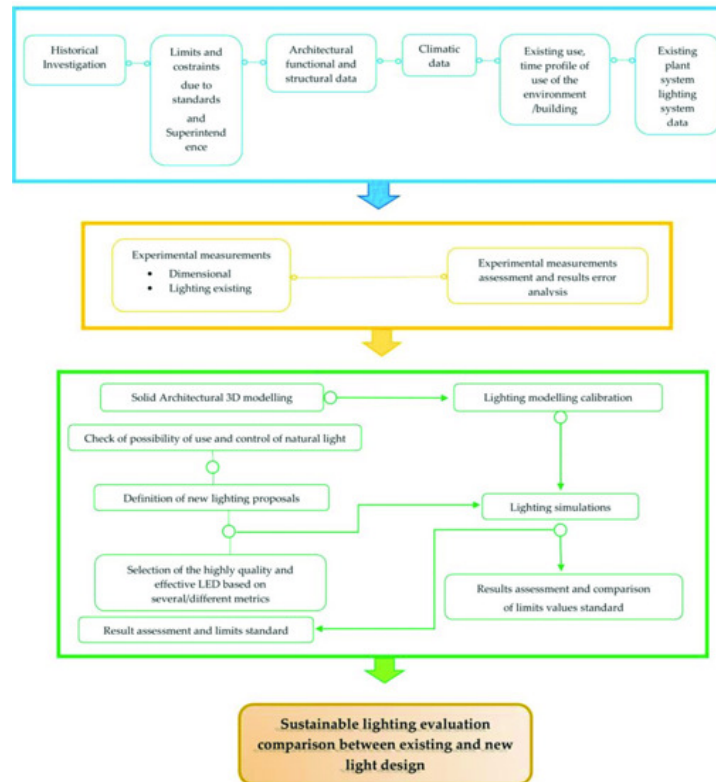 Historical
Investigation
Limits and
costraints
due to
standards
and
Superintend
ence
Architectural
functional and
structural data
Climatic
data
Existing use,
time profile of
use of the
environment
/building
Existing
plant
system
lighting
system
data
Experimental measurements
• Dimensional
• Lighting existing
Experimental measurements
assessment and results error
analysis
Solid Architectural 3D modelling
Lighting modelling calibration
Check of possibility of use and control of natural light
Definition of new lighting proposals
Lighting simulations
Selection of the highly quality and
effective LED based on
several/different metrics
Results assessment and comparison
of limits values standard
Result assessment and limits standard
Sustainable lighting evaluation
comparison between existing and new
light design